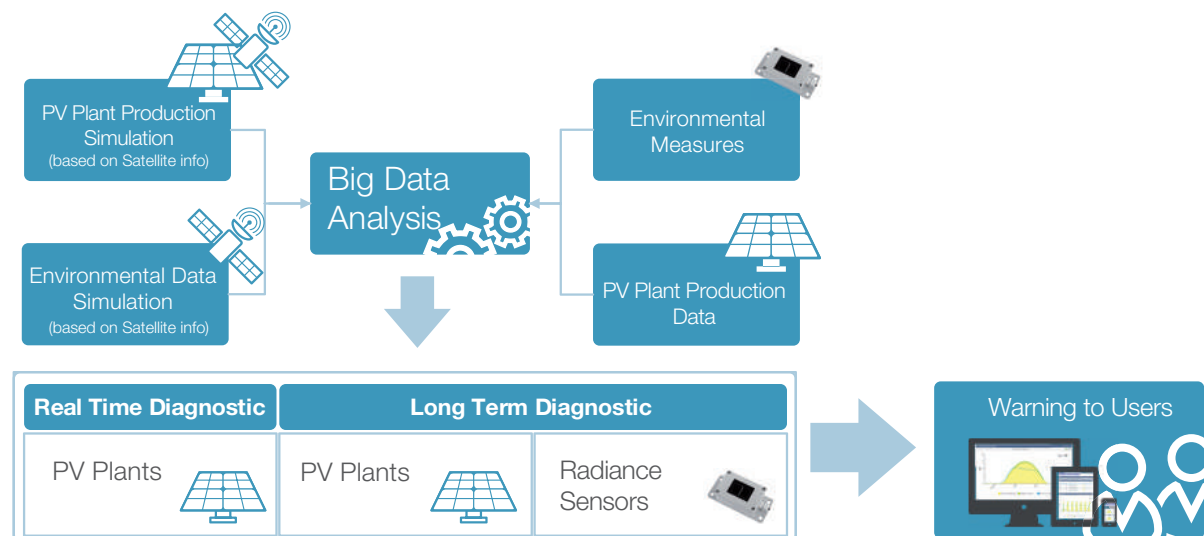 PV Plant Production
Simulation
(based on Satellite info)
Environmental Data
Simulation
(based on Satellite info)
Big Data
Analysis
Environmental
Measures
PV Plant Production
Data
Real Time Diagnostic
Long Term Diagnostic
PV Plants
PV Plants
Radiance
Sensors
Warning to Users